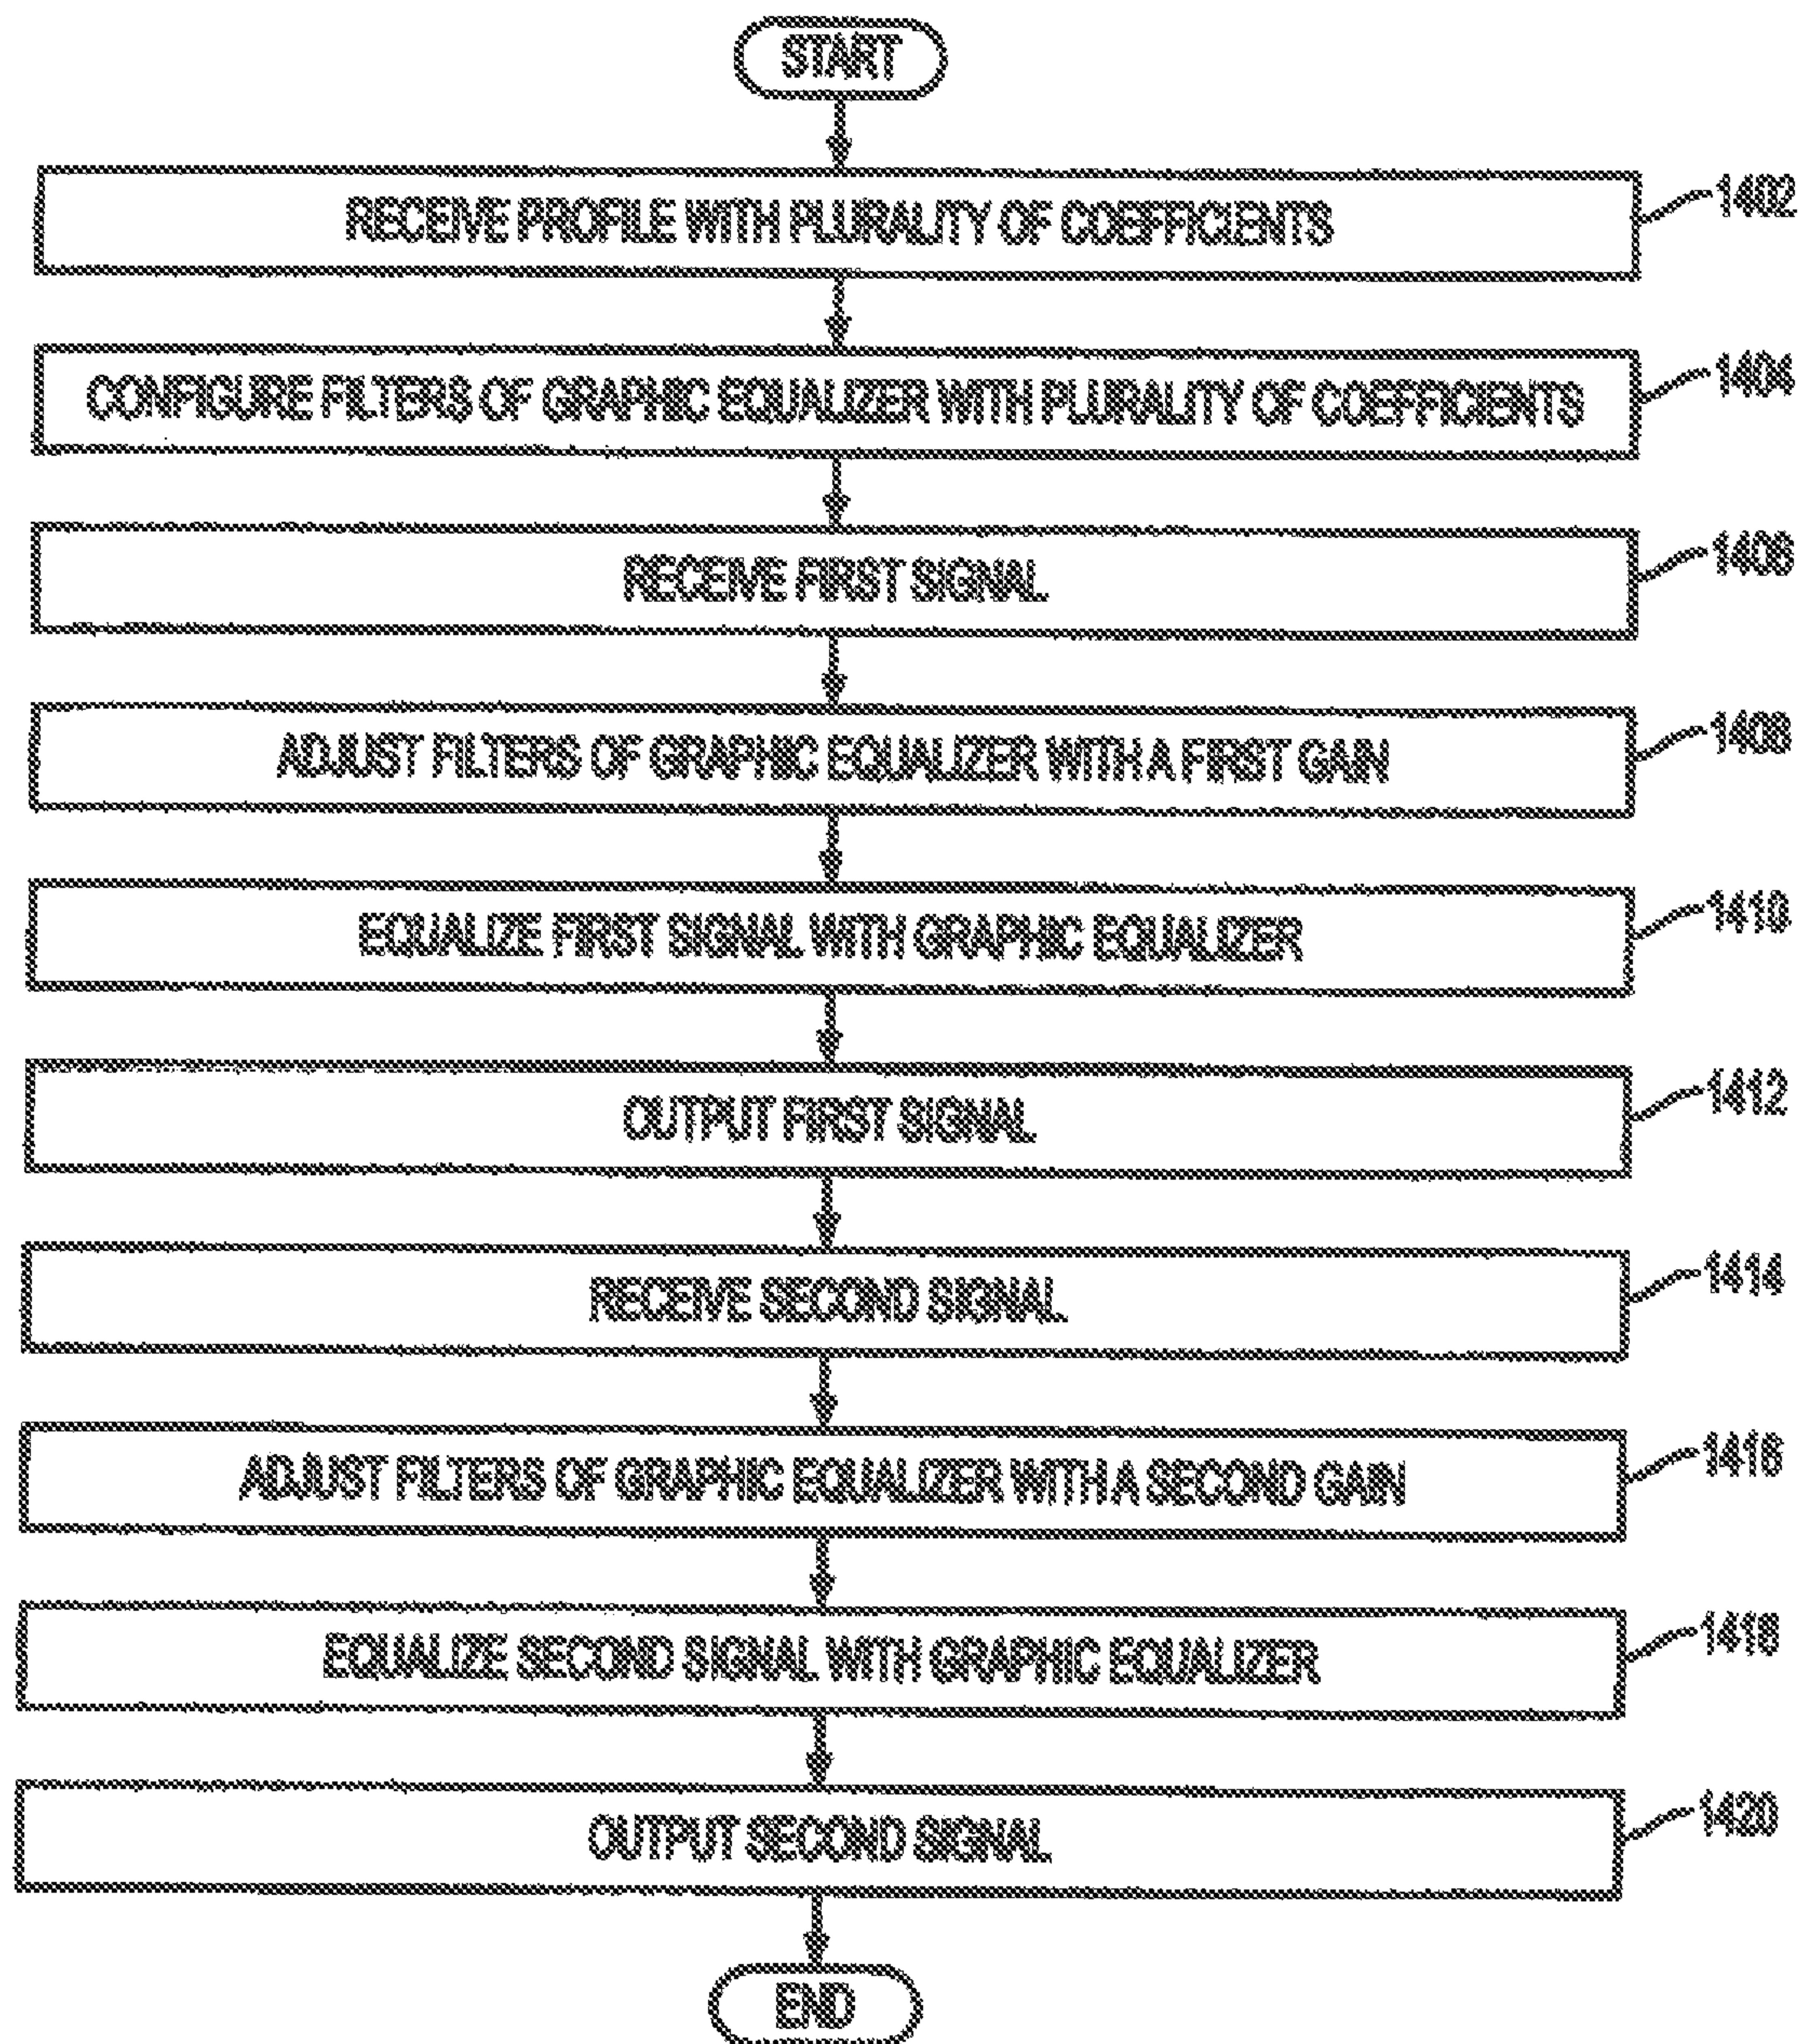 START
RECEIVE PROFILE WITH PLURALITY OF COEFFICIENTS
1402
CONFIGURE FILTERS OF GRAPHIC EQUALIZER WITH PLURALITY OF COEFFICIENTS
1404
RECEIVE FIRST SIGNAL
1406
ADJUST FILTERS OF GRAPHIC EQUALIZER WITH A FIRST GAIN
1408
EQUALIZE FIRST SIGNAL WITH GRAPHIC EQUALIZER
1410
OUTPUT FIRST SIGNAL
1412
RECEIVE SECOND SIGNAL
1414
ADJUST FILTERS OF GRAPHIC EQUALIZER WITH A SECOND GAIN
1416
EQUALIZE SECOND SIGNAL WITH GRAPHIC EQUALIZER
1418
OUTPUT SECOND SIGNAL
1420
END